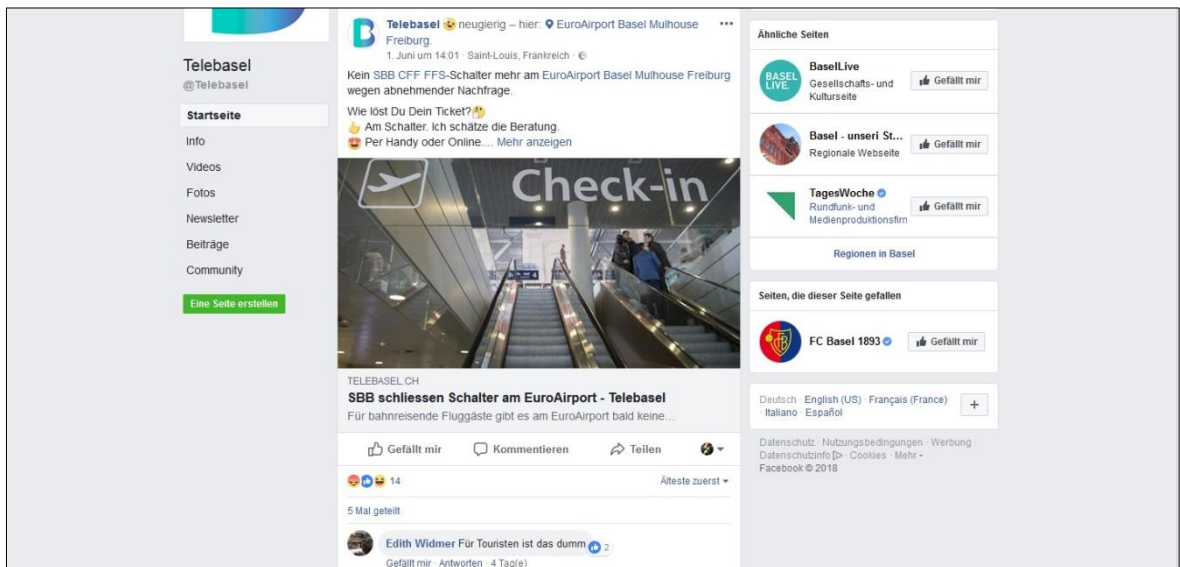 Telebasel
@Telebasel
Startseite
Info
Videos
Fotos
Newsletter
Beiträge
Community
Eine Seite erstellen
Telebasel neugierig – hier: EuroAirport Basel Mulhouse
Freiburg.
1. Juni um 14:01 · Saint-Louis, Frankreich ·
Kein SBB CFF FFS-Schalter mehr am EuroAirport Basel Mulhouse Freiburg
wegen abnehmender Nachfrage.
Wie löst Du Dein Ticket?
Am Schalter. Ich schätze die Beratung.
Per Handy oder Online.... Mehr anzeigen
Check-in
TELEBASEL.CH
SBB schliessen Schalter am EuroAirport - Telebasel
Für bahnreisende Fluggäste gibt es am EuroAirport bald keine...
Gefällt mir Kommentieren Teilen
14 Älteste zuerst
5 Mal geteilt
Edith Widmer Für Touristen ist das dumm 2
Gefällt mir · Antworten · 4 Tag(e)
Ähnliche Seiten
BASEL
LIVE.
BaselLive
Gesellschafts- und
Kulturseite
Gefällt mir
Basel - unseri St...
Regionale Webseite
Gefällt mir
TagesWoche
Rundfunk- und
Medienproduktionsfirn
Gefällt mir
Regionen in Basel
Seiten, die dieser Seite gefallen
FCB
FC Basel 1893
Gefällt mir
Deutsch · English (US) · Français (France)
· Italiano · Español
+
Datenschutz · Nutzungsbedingungen · Werbung ·
Datenschutzinfo · Cookies · Mehr
Facebook © 2018